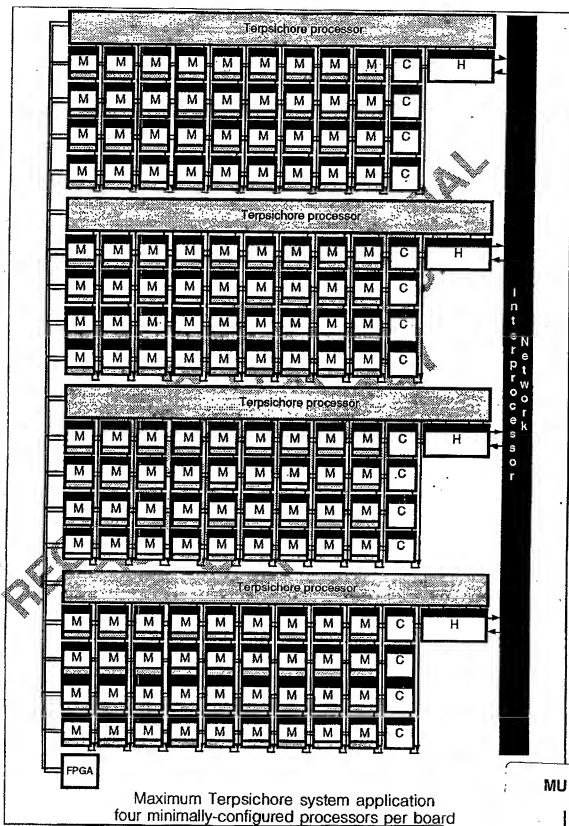 Terpsichore processor
M M M M M M M M M C H
M M M M M M M M M C
M M M M M M M M M C
M M M M M M M M M C
Terpsichore processor
M M M M M M M M M C H
M M M M M M M M M C
M M M M M M M M M C
M M M M M M M M M C
Terpsichore processor
M M M M M M M M M C H
M M M M M M M M M C
M M M M M M M M M C
M M M M M M M M M C
Terpsichore processor
M M M M M M M M M C H
M M M M M M M M M C
M M M M M M M M M C
M M M M M M M M M C
Interprocessor
Network
FPGA
MU
Maximum Terpsichore system application
four minimally-configured processors per board